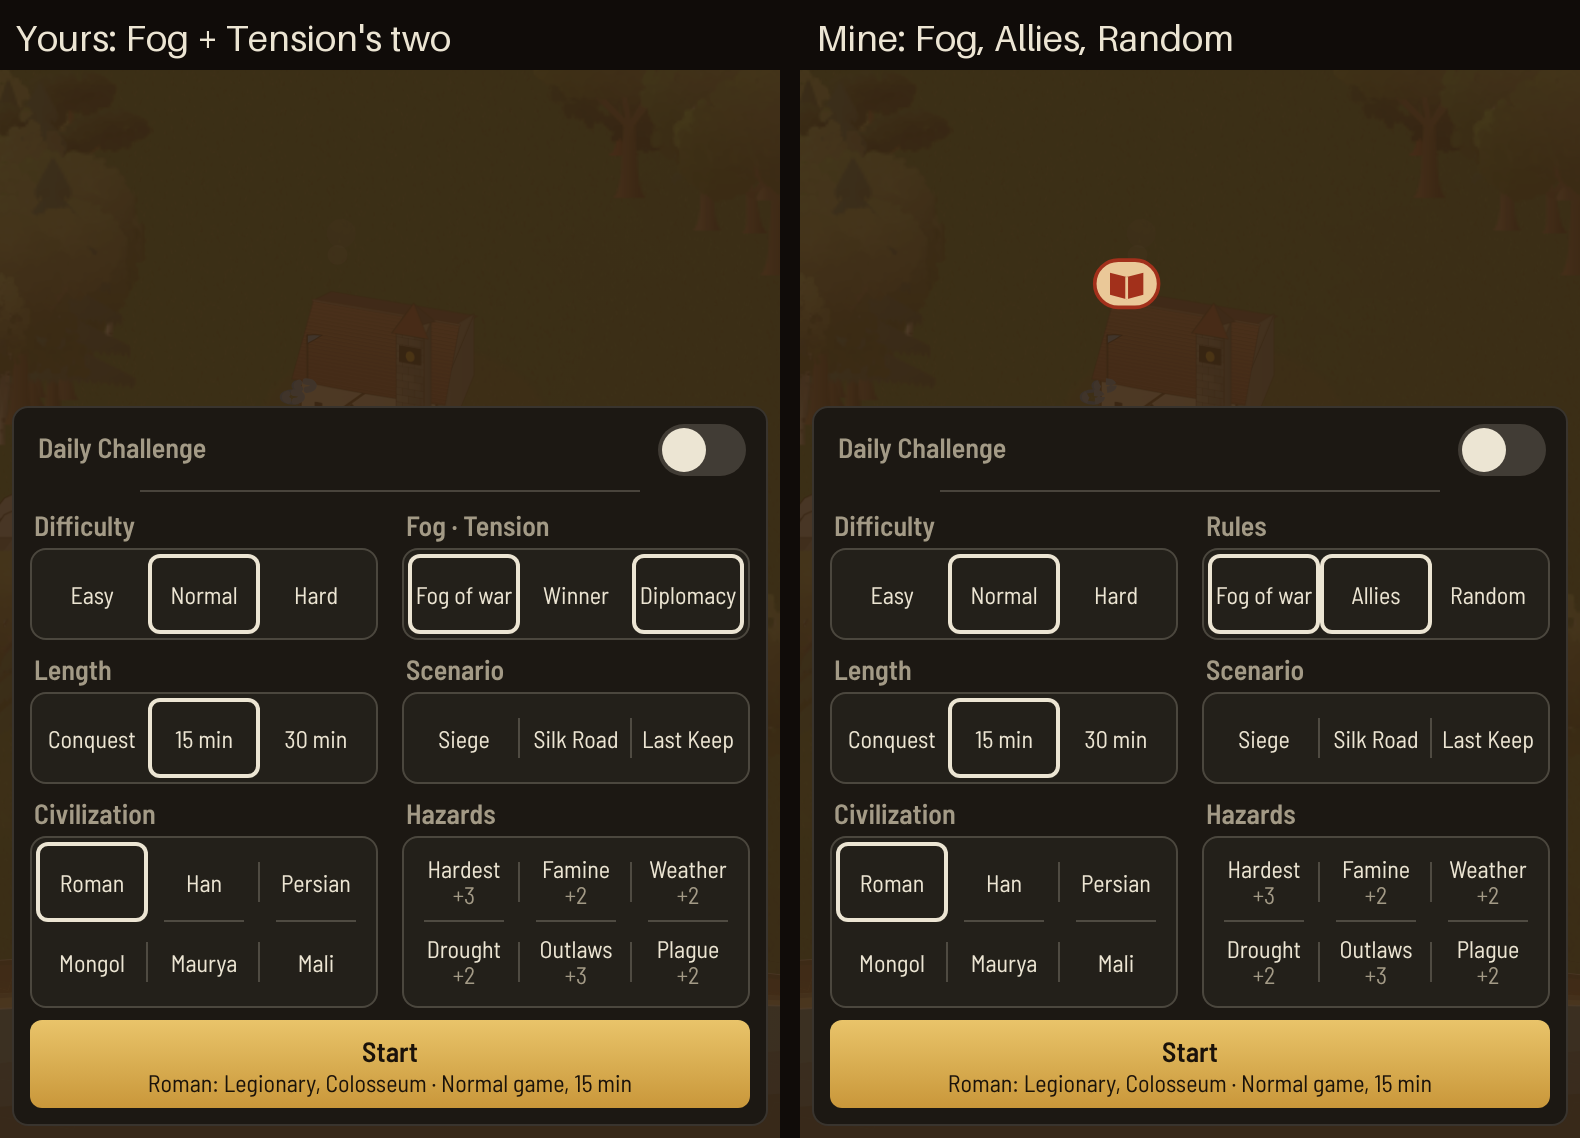 Yours: Fog + Tension's two
Daily Challenge
Difficulty
Easy Normal Hard
Fog · Tension
Fog of war Winner Diplomacy
Length
Conquest 15 min 30 min
Scenario
Siege Silk Road Last Keep
Civilization
Roman Han Persian
Mongol Maurya Mali
Hazards
Hardest Famine Weather
+3 +2 +2
Drought Outlaws Plague
+2 +3 +2
Start
Roman: Legionary, Colosseum · Normal game, 15 min
Mine: Fog, Allies, Random
Daily Challenge
Difficulty
Easy Normal Hard
Rules
Fog of war Allies Random
Length
Conquest 15 min 30 min
Scenario
Siege Silk Road Last Keep
Civilization
Roman Han Persian
Mongol Maurya Mali
Hazards
Hardest Famine Weather
+3 +2 +2
Drought Outlaws Plague
+2 +3 +2
Start
Roman: Legionary, Colosseum · Normal game, 15 min